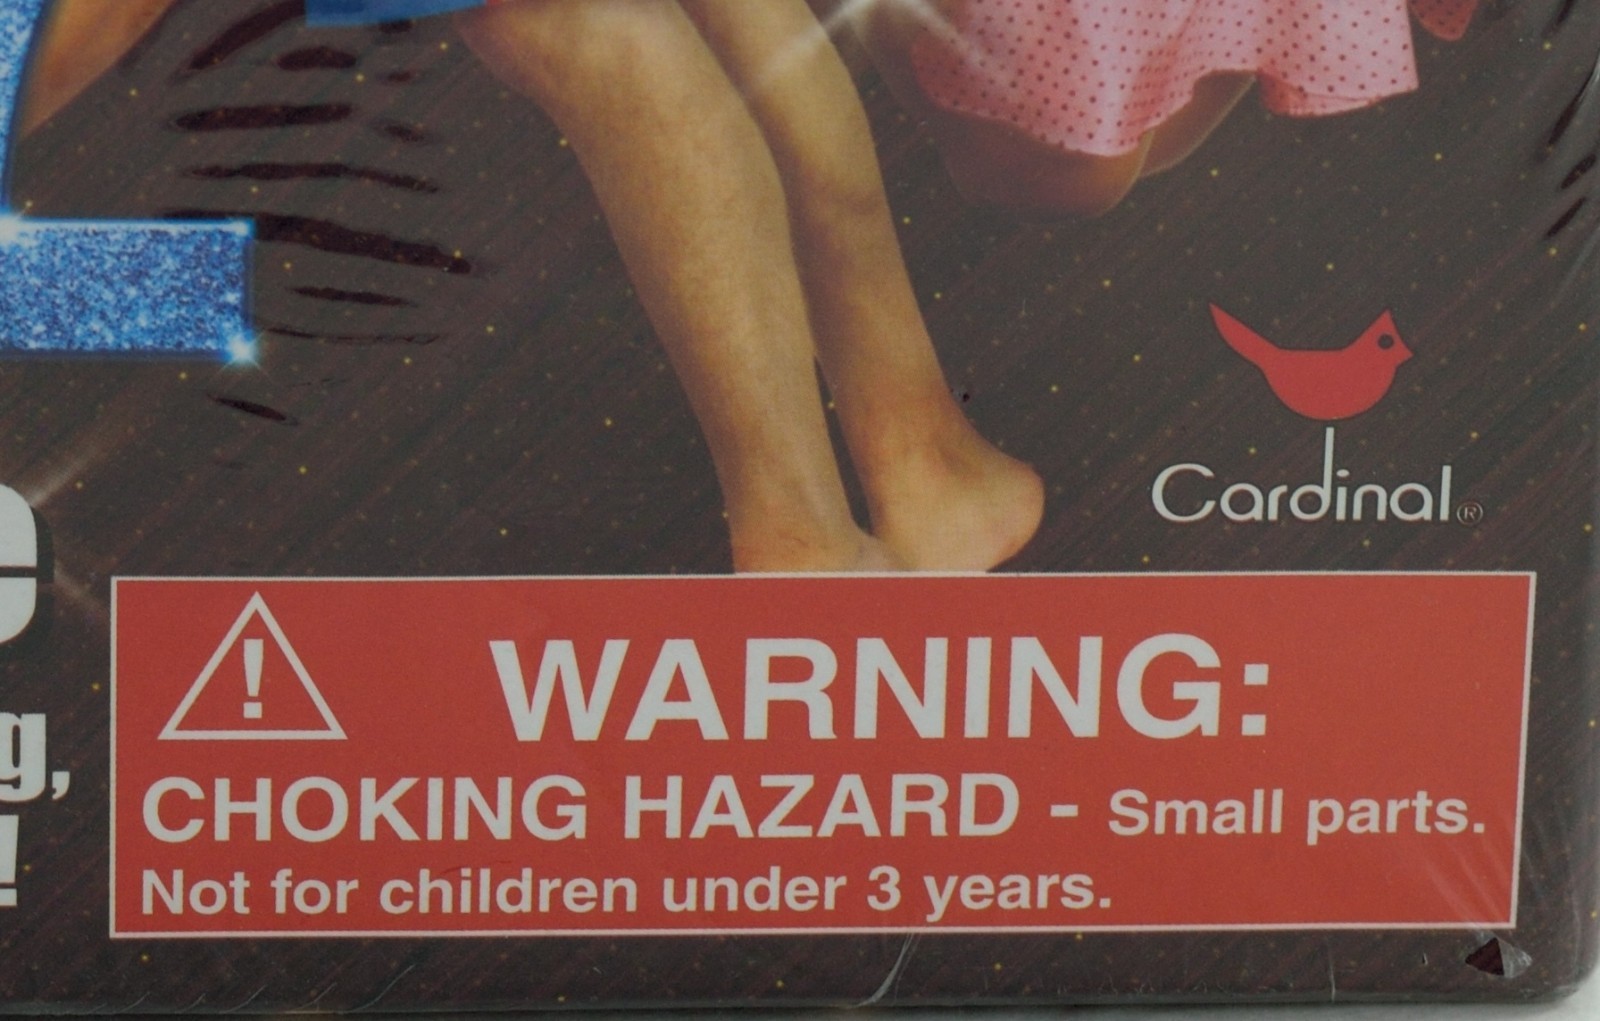 Cardinal®
g,
!
WARNING:
CHOKING HAZARD - Small parts.
Not for children under 3 years.